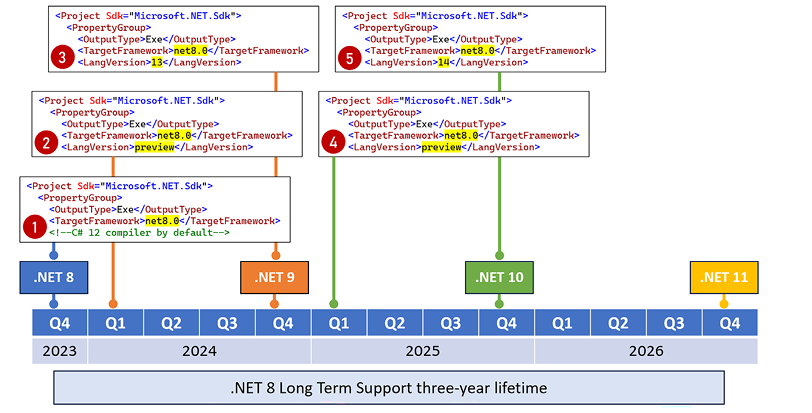 <Project Sdk="Microsoft.NET.Sdk">
<PropertyGroup>
<OutputType>Exe</OutputType>
<TargetFramework>net8.0</TargetFramework>
<LangVersion>13</LangVersion>
3
<Project Sdk="Microsoft.NET.Sdk">
<PropertyGroup>
<OutputType>Exe</OutputType>
<TargetFramework>net8.0</TargetFramework>
<LangVersion>14</LangVersion>
5
<Project Sdk="Microsoft.NET.Sdk">
<PropertyGroup>
<OutputType>Exe</OutputType>
<TargetFramework>net8.0</TargetFramework>
<LangVersion>preview</LangVersion>
2
<Project Sdk="Microsoft.NET.Sdk">
<PropertyGroup>
<OutputType>Exe</OutputType>
<TargetFramework>net8.0</TargetFramework>
<LangVersion>preview</LangVersion>
4
<Project Sdk="Microsoft.NET.Sdk">
<PropertyGroup>
<OutputType>Exe</OutputType>
<TargetFramework>net8.0</TargetFramework>
<!--C# 12 compiler by default-->
1
.NET 8
.NET 9
.NET 10
.NET 11
Q4 Q1 Q2 Q3 Q4 Q1 Q2 Q3 Q4 Q1 Q2 Q3 Q4
2023 2024 2025 2026
.NET 8 Long Term Support three-year lifetime